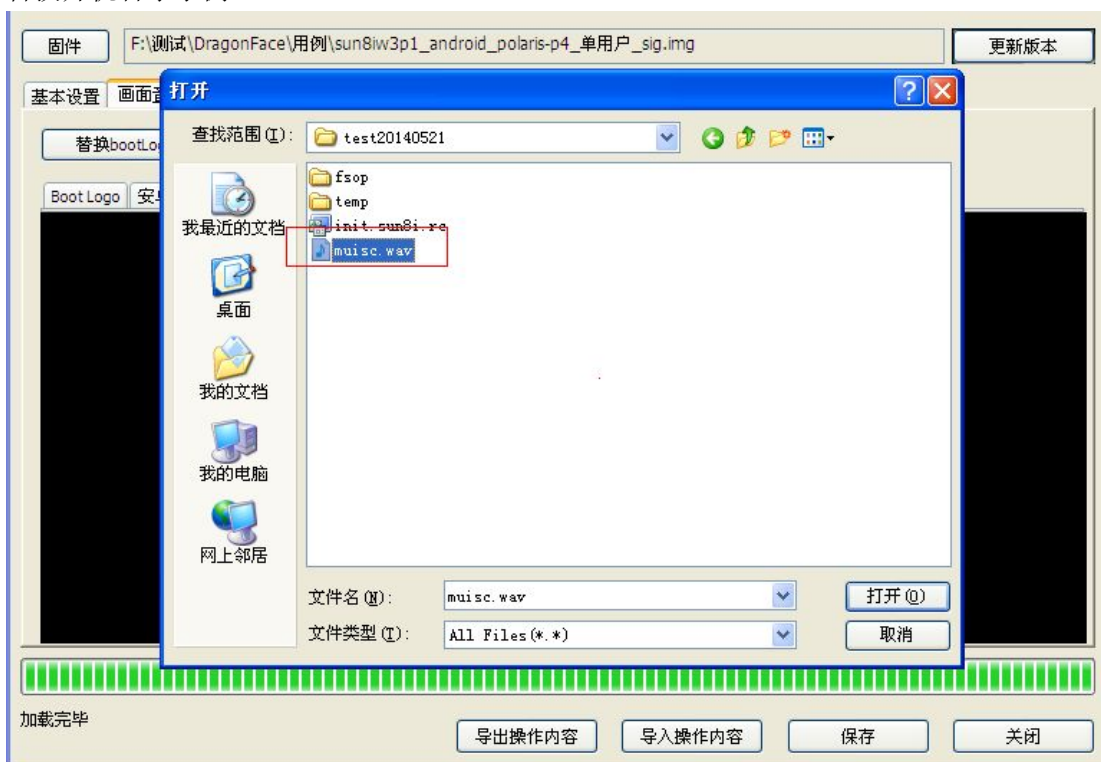 固件 F:\测试\DragonFace\用例\sun8iw3p1_android_polaris-p4_单用户_sig.img 更新版本
基本设置 画面
打开
查找范围(I): test20140521
替换bootLo
Boot Logo
fsop
temp
init.sun8i.rc
muisc.wav
我最近的文档
桌面
我的文档
我的电脑
网上邻居
文件名(N): muisc.wav 打开(O)
文件类型(T): All Files(*.*) 取消
加载完毕
导出操作内容 导入操作内容 保存 关闭